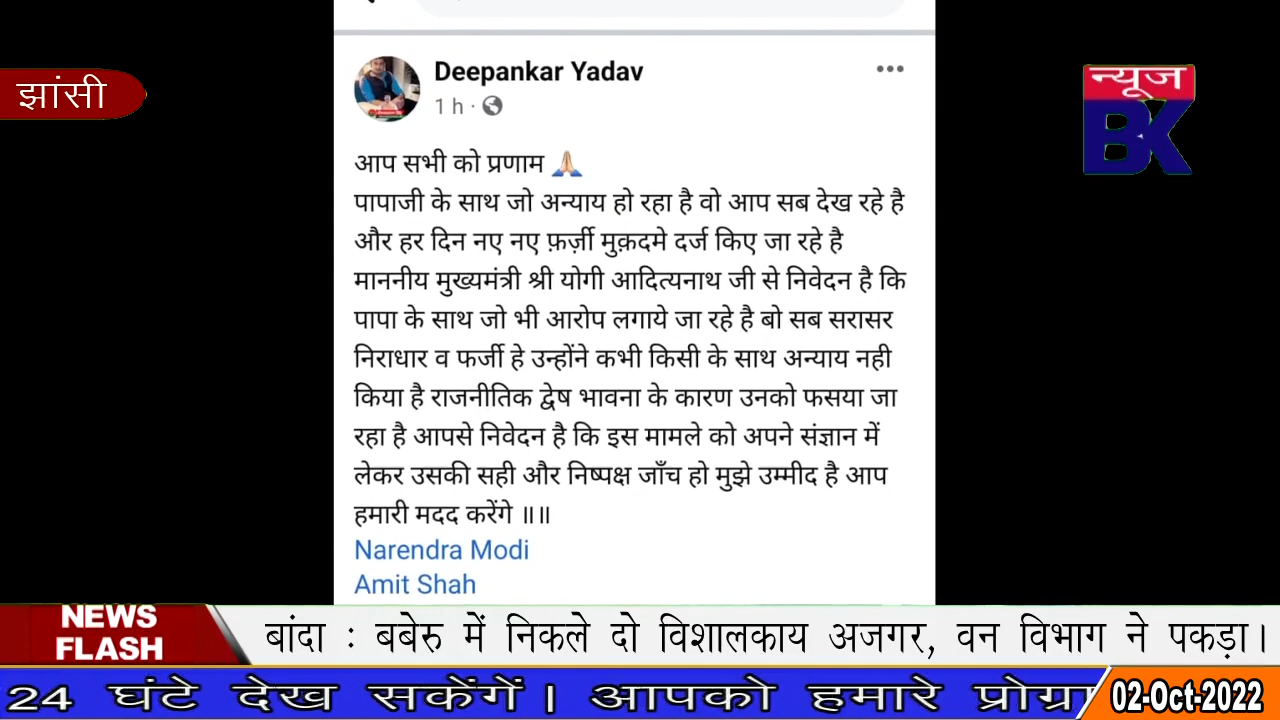 Deepankar Yadav
1 h ·
झांसी
न्यूज
BK
आप सभी को प्रणाम 🙏🏻
पापाजी के साथ जो अन्याय हो रहा है वो आप सब देख रहे है
और हर दिन नए नए फ़र्ज़ी मुक़दमे दर्ज किए जा रहे है
माननीय मुख्यमंत्री श्री योगी आदित्यनाथ जी से निवेदन है कि
पापा के साथ जो भी आरोप लगाये जा रहे है बो सब सरासर
निराधार व फर्जी हे उन्होंने कभी किसी के साथ अन्याय नही
किया है राजनीतिक द्वेष भावना के कारण उनको फसया जा
रहा है आपसे निवेदन है कि इस मामले को अपने संज्ञान में
लेकर उसकी सही और निष्पक्ष जाँच हो मुझे उम्मीद है आप
हमारी मदद करेंगे ॥॥
Narendra Modi
Amit Shah
NEWS
FLASH
बांदा : बबेरु में निकले दो विशालकाय अजगर, वन विभाग ने पकड़ा।
24 घंटे देख सकेंगें। आपको हमारे प्रोग्रा
02-Oct-2022